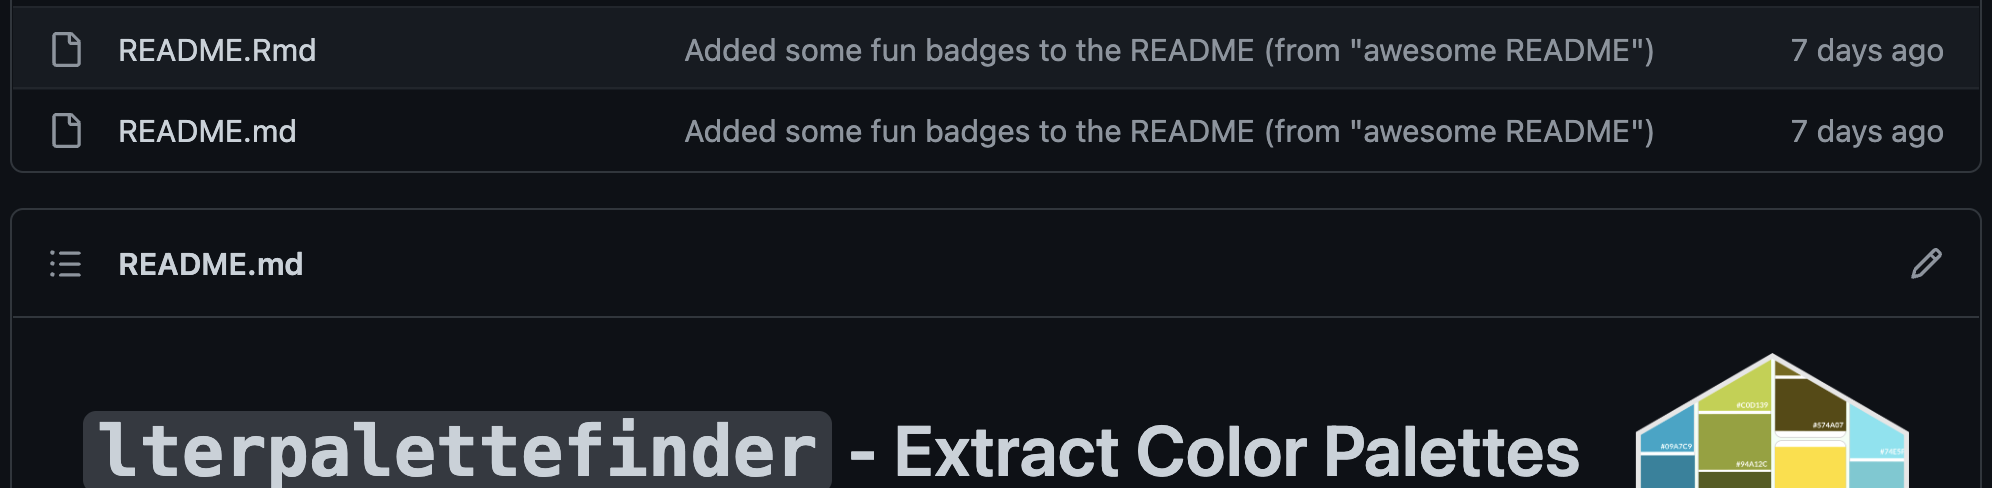 README.Rmd Added some fun badges to the README (from "awesome README") 7 days ago
README.md Added some fun badges to the README (from "awesome README") 7 days ago
README.md
lterpalettefinder - Extract Color Palettes
#C0D139
#574A07
#09A7C9
#94A12C